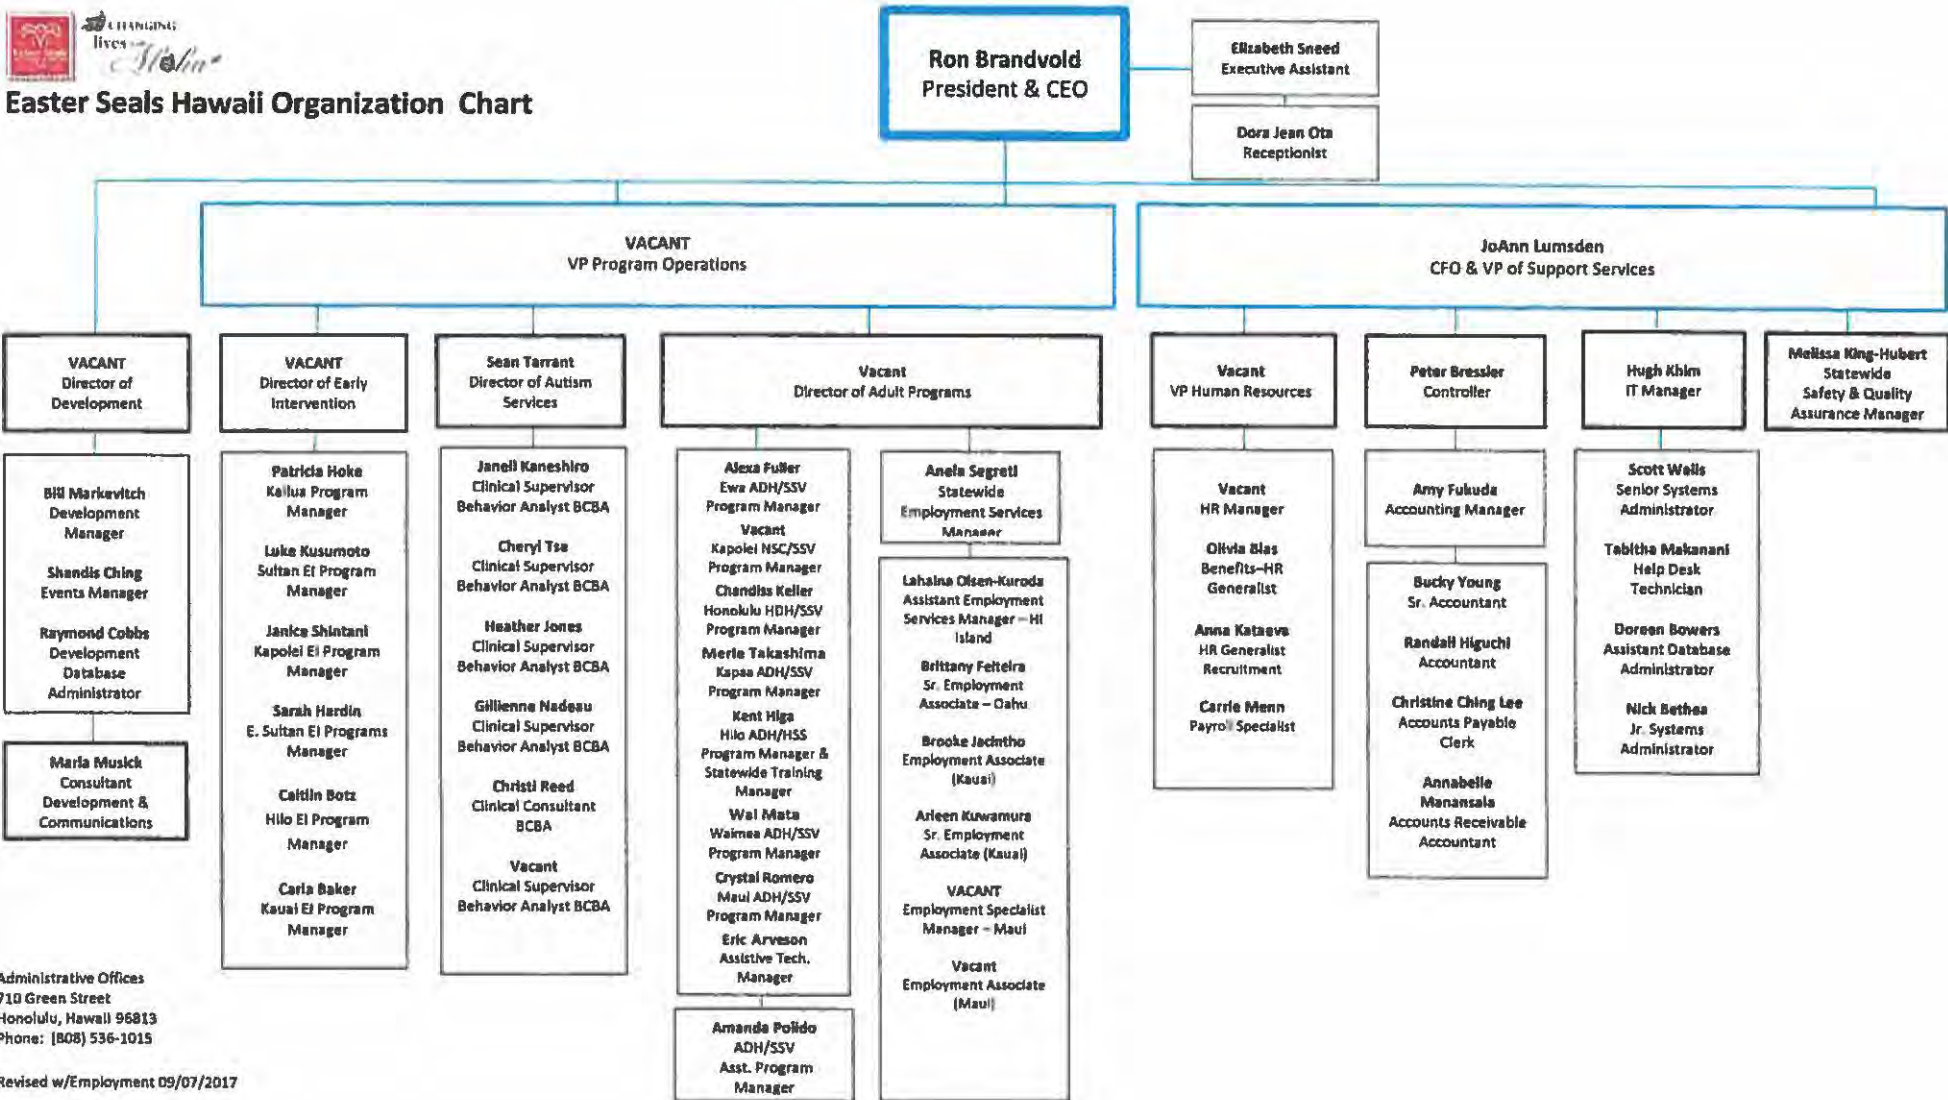 CHANGING
lives
Aloha
Easter Seals Hawaii Organization Chart
Ron Brandvold
President & CEO
Elizabeth Sneed
Executive Assistant
Dora Jean Ota
Receptionist
VACANT
VP Program Operations
JoAnn Lumsden
CFO & VP of Support Services
VACANT
Director of
Development
VACANT
Director of Early
Intervention
Sean Tarrant
Director of Autism
Services
Vacant
Director of Adult Programs
Vacant
VP Human Resources
Peter Bressler
Controller
Hugh Khim
IT Manager
Melissa King-Hubert
Statewide
Safety & Quality
Assurance Manager
Bill Markevitch
Development
Manager
Shandis Ching
Events Manager
Raymond Cobbs
Development
Database
Administrator
Maria Musick
Consultant
Development &
Communications
Patricia Hoke
Kailua Program
Manager
Luke Kusumoto
Sultan EI Program
Manager
Janice Shintani
Kapolei EI Program
Manager
Sarah Hardin
E. Sultan EI Programs
Manager
Caitlin Botz
Hilo EI Program
Manager
Carla Baker
Kauai EI Program
Manager
Janell Kaneshiro
Clinical Supervisor
Behavior Analyst BCBA
Cheryl Tse
Clinical Supervisor
Behavior Analyst BCBA
Heather Jones
Clinical Supervisor
Behavior Analyst BCBA
Gillienne Nadeau
Clinical Supervisor
Behavior Analyst BCBA
Christi Reed
Clinical Consultant
BCBA
Vacant
Clinical Supervisor
Behavior Analyst BCBA
Alexa Fuller
Ewa ADH/SSV
Program Manager
Vacant
Kapolei NSC/SSV
Program Manager
Chandiss Keller
Honolulu HDH/SSV
Program Manager
Merle Takashima
Kapaa ADH/SSV
Program Manager
Kent Higa
Hilo ADH/HSS
Program Manager &
Statewide Training
Manager
Wal Mata
Waimea ADH/SSV
Program Manager
Crystal Romero
Maui ADH/SSV
Program Manager
Eric Arveson
Assistive Tech.
Manager
Amanda Polido
ADH/SSV
Asst. Program
Manager
Anela Segreti
Statewide
Employment Services
Manager
Lahaina Olsen-Kuroda
Assistant Employment
Services Manager – HI
Island
Brittany Felteira
Sr. Employment
Associate – Oahu
Brooke Jacintho
Employment Associate
(Kauai)
Arleen Kuwamura
Sr. Employment
Associate (Kauai)
VACANT
Employment Specialist
Manager – Maui
Vacant
Employment Associate
(Maui)
Vacant
HR Manager
Olivia Blas
Benefits–HR
Generalist
Anna Kataeva
HR Generalist
Recruitment
Carrie Menn
Payroll Specialist
Amy Fukuda
Accounting Manager
Bucky Young
Sr. Accountant
Randall Higuchi
Accountant
Christine Ching Lee
Accounts Payable
Clerk
Annabelle
Manansala
Accounts Receivable
Accountant
Scott Wells
Senior Systems
Administrator
Tabitha Makanani
Help Desk
Technician
Doreen Bowers
Assistant Database
Administrator
Nick Bethea
Jr. Systems
Administrator
Administrative Offices
710 Green Street
Honolulu, Hawaii 96813
Phone: (808) 536-1015
Revised w/Employment 09/07/2017